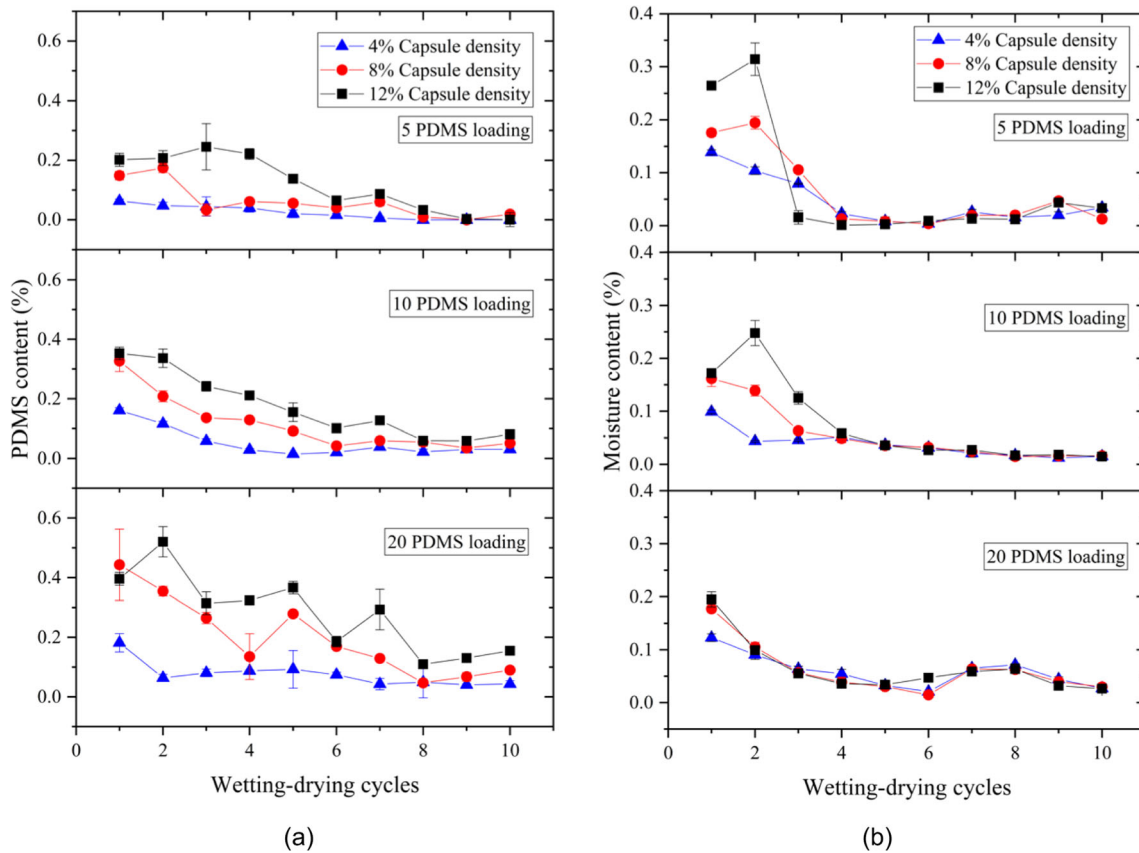 0.6
4% Capsule density
8% Capsule density
12% Capsule density
5 PDMS loading
0.4
0.2
0.0
0.6
10 PDMS loading
0.4
0.2
0.0
0.6
20 PDMS loading
0.4
0.2
0.0
PDMS content (%)
0 2 4 6 8 10
Wetting-drying cycles
(a)
0.4
4% Capsule density
8% Capsule density
12% Capsule density
5 PDMS loading
0.3
0.2
0.1
0.0
0.4
10 PDMS loading
0.3
0.2
0.1
0.0
0.4
20 PDMS loading
0.3
0.2
0.1
0.0
Moisture content (%)
0 2 4 6 8 10
Wetting-drying cycles
(b)